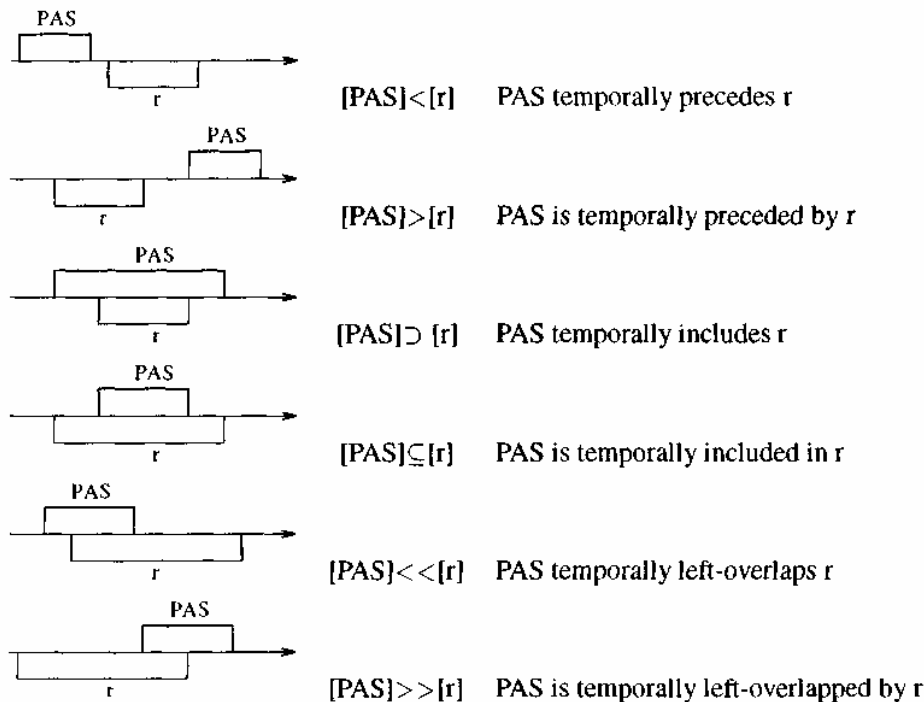 PAS
r
[PAS]<[r] PAS temporally precedes r
PAS
r
[PAS]>[r] PAS is temporally preceded by r
PAS
r
[PAS]⊃ [r] PAS temporally includes r
PAS
r
[PAS]⊆[r] PAS is temporally included in r
PAS
r
[PAS]<<[r] PAS temporally left-overlaps r
PAS
r
[PAS]>>[r] PAS is temporally left-overlapped by r